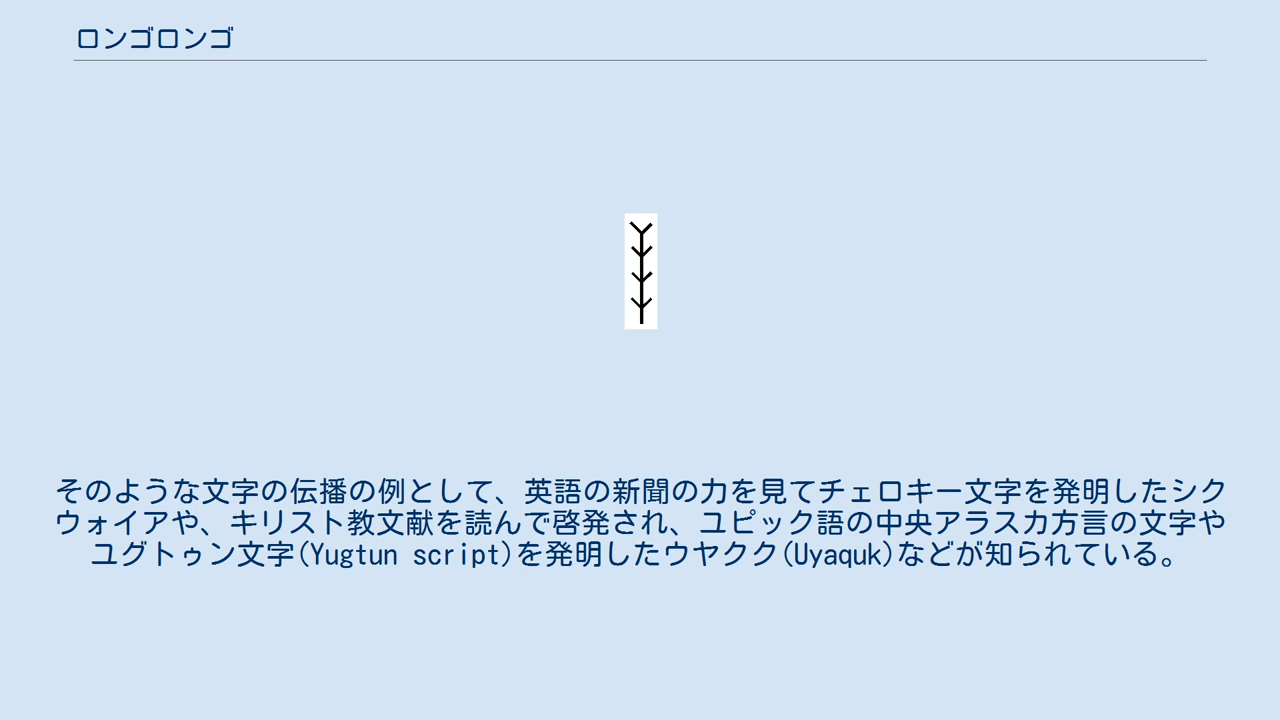 ロンゴロンゴ
そのような文字の伝播の例として、英語の新聞の力を見てチェロキー文字を発明したシク
ウォイアや、キリスト教文献を読んで啓発され、ユピック語の中央アラスカ方言の文字や
ユグトゥン文字(Yugtun script)を発明したウヤクク(Uyaquk)などが知られている。